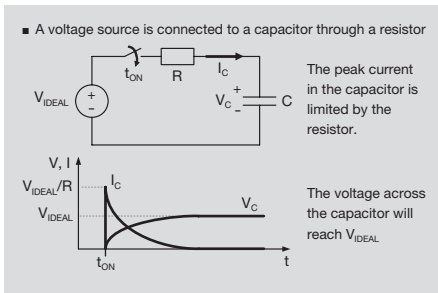 ■ A voltage source is connected to a capacitor through a resistor
t_ON
R
I_C
V_IDEAL
+
-
V_C
+
-
C
The peak current
in the capacitor is
limited by the
resistor.
V, I
V_IDEAL/R
I_C
V_IDEAL
V_C
t_ON
t
The voltage across
the capacitor will
reach V_IDEAL